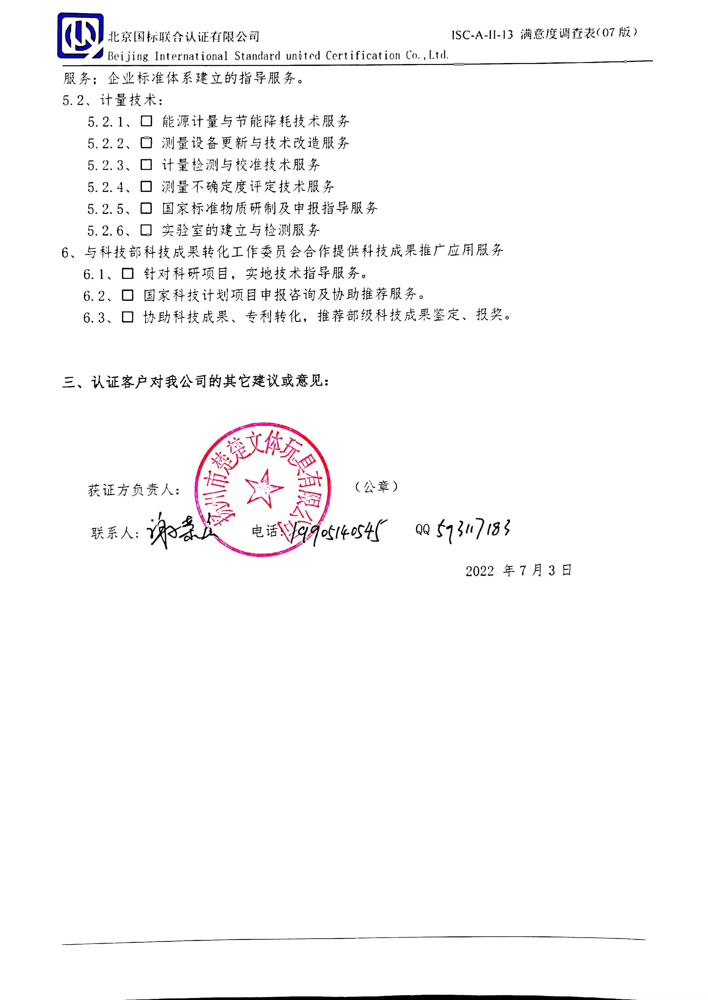 北京国标联合认证有限公司
ISC-A-II-13 满意度调查表(07版)
Beijing International Standard united Certification Co.,Ltd.
服务；企业标准体系建立的指导服务。
5.2、计量技术：
5.2.1、□ 能源计量与节能降耗技术服务
5.2.2、□ 测量设备更新与技术改造服务
5.2.3、□ 计量检测与校准技术服务
5.2.4、□ 测量不确定度评定技术服务
5.2.5、□ 国家标准物质研制及申报指导服务
5.2.6、□ 实验室的建立与检测服务
6、与科技部科技成果转化工作委员会合作提供科技成果推广应用服务
6.1、□ 针对科研项目，实地技术指导服务。
6.2、□ 国家科技计划项目申报咨询及协助推荐服务。
6.3、□ 协助科技成果、专利转化，推荐部级科技成果鉴定、报奖。
三、认证客户对我公司的其它建议或意见：
扬州市楚楚文体玩具有限公司
获证方负责人： （公章）
联系人：谢 电话：19905140545 QQ 593117183
2022 年 7 月 3 日